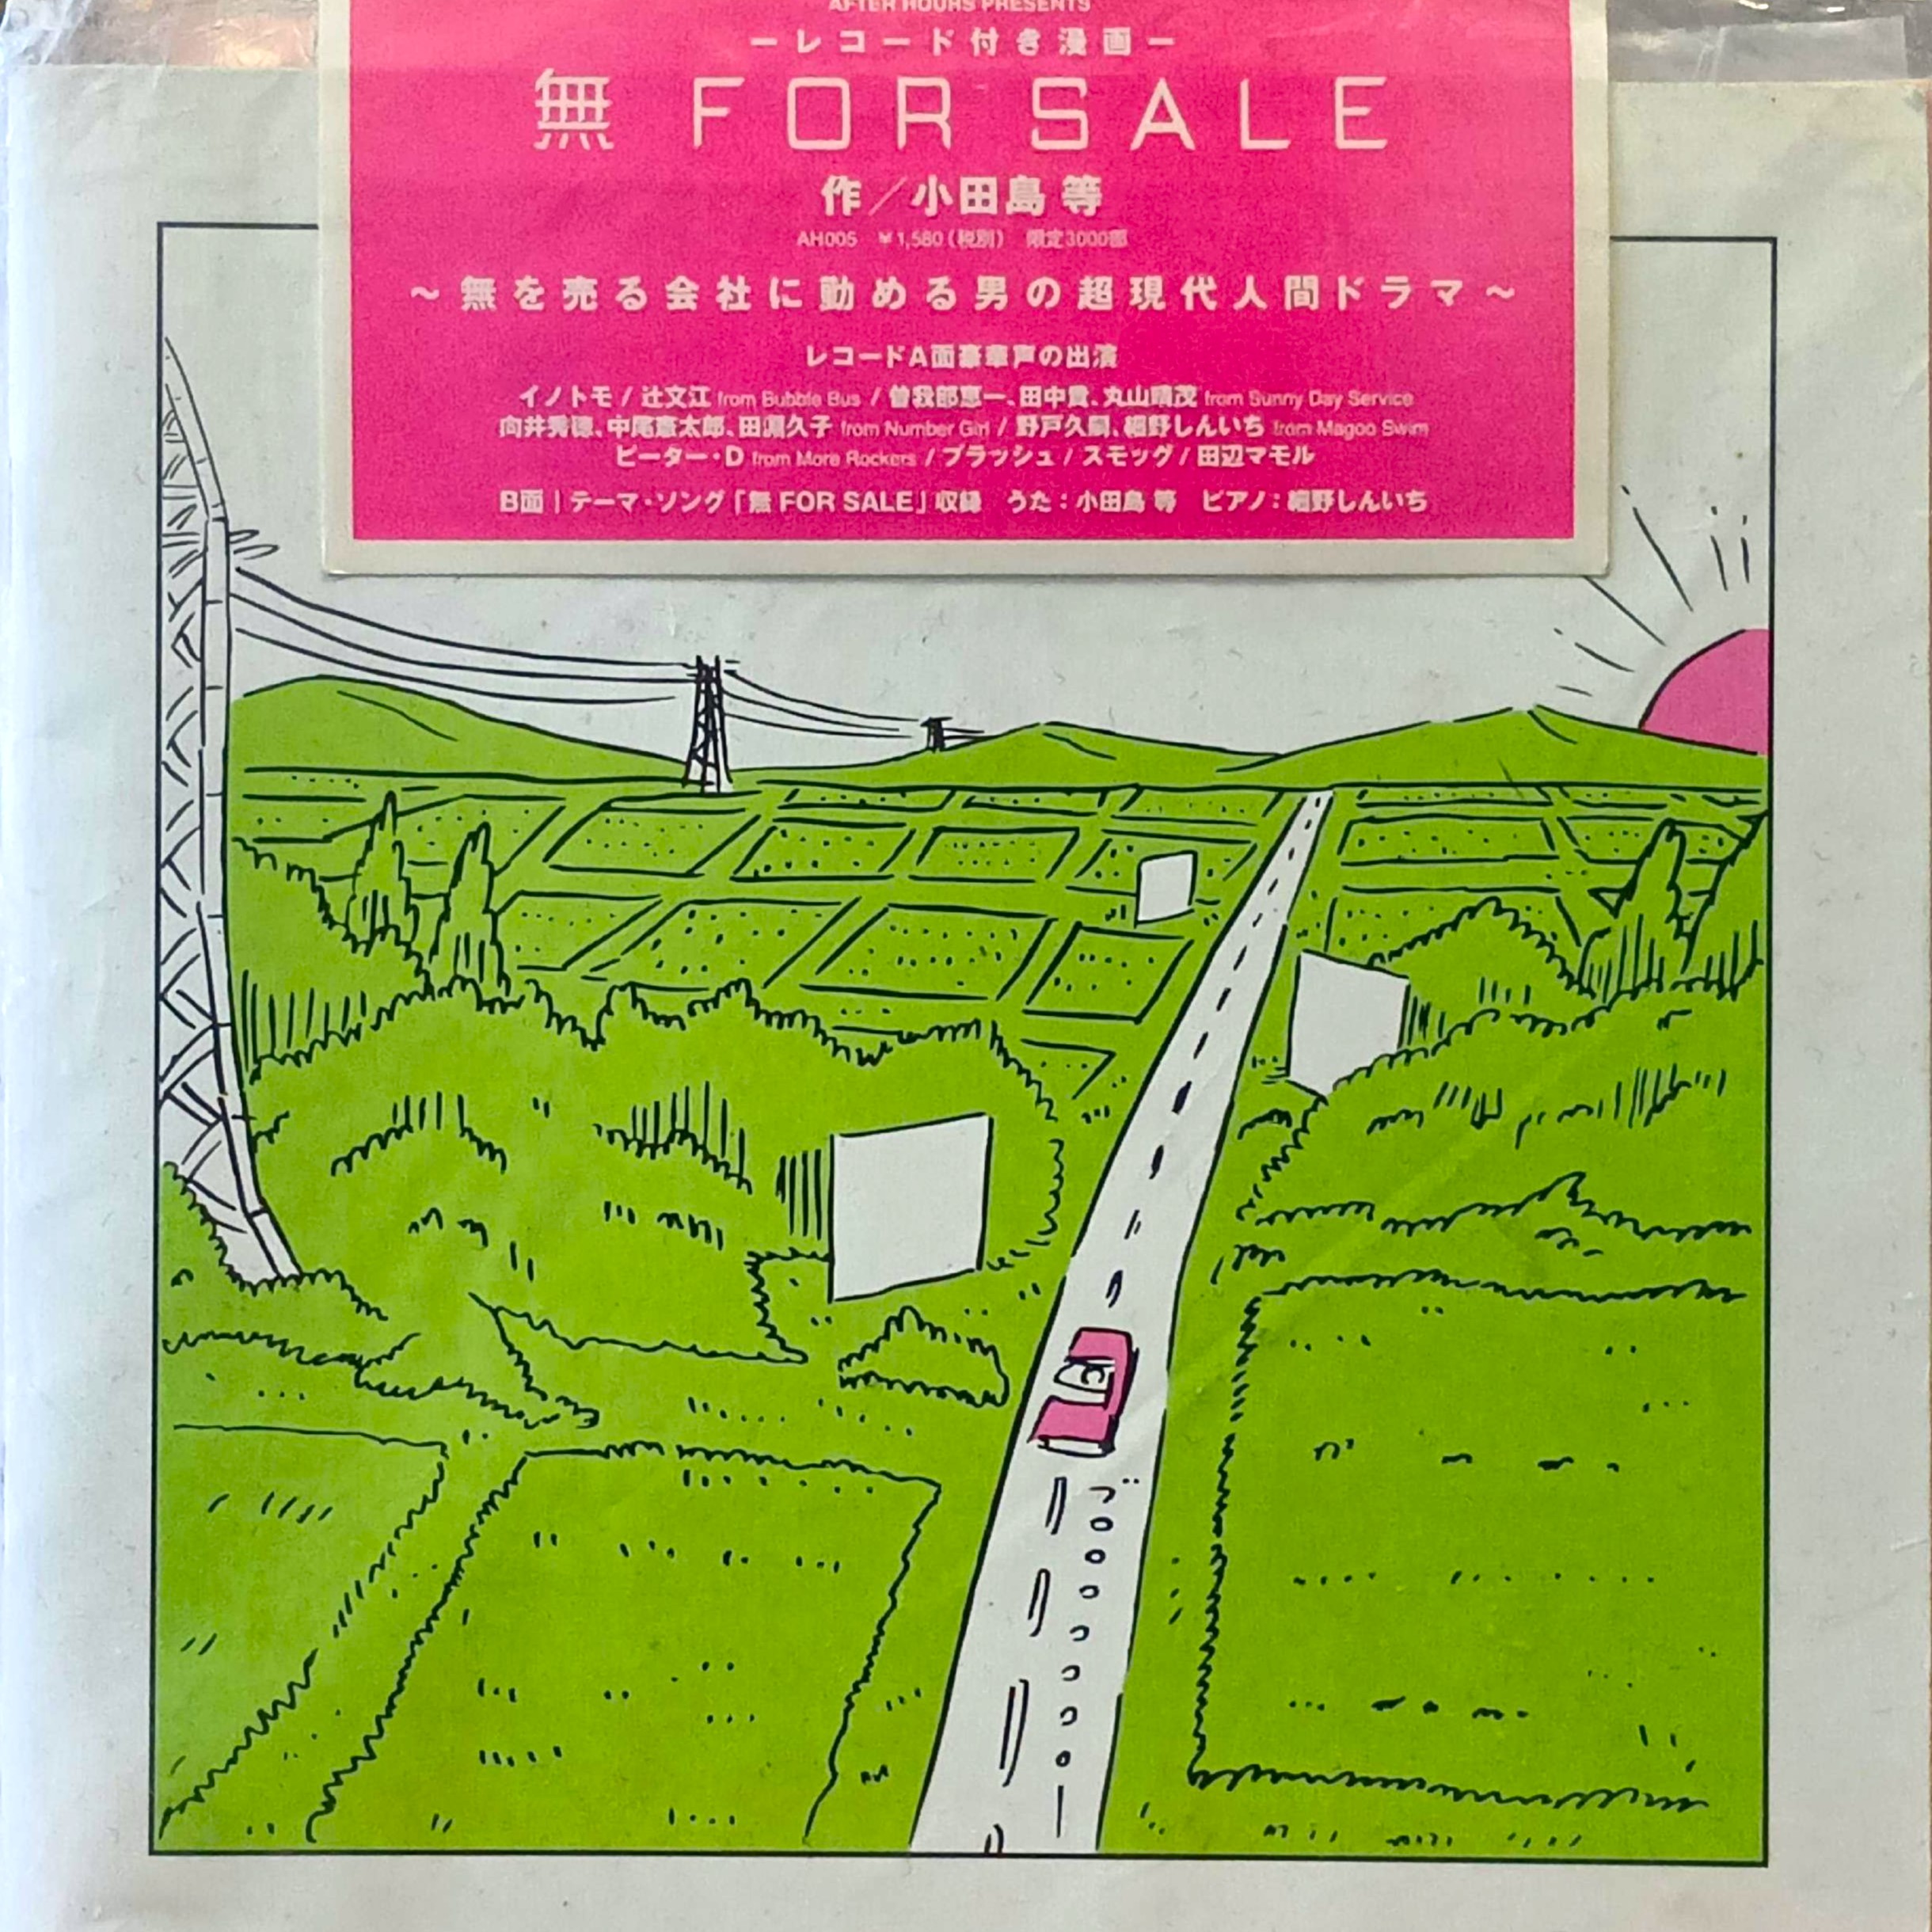 AFTER HOURS PRESENTS
ーレコード付き漫画ー
無 FOR SALE
作／小田島 等
AH005 ￥1,580（税別） 限定3000部
～無を売る会社に勤める男の超現代人間ドラマ～
レコードA面豪華声の出演
イノトモ / 辻文江 from Bubble Bus / 曽我部恵一、田中貴、丸山晴茂 from Sunny Day Service
向井秀徳、中尾憲太郎、田渕久子 from Number Girl / 野戸久嗣、細野しんいち from Magoo Swim
ピーター・D from More Rockers / ブラッシュ / スモッグ / 田辺マモル
B面 | テーマ・ソング「無 FOR SALE」収録 うた：小田島 等 ピアノ：細野しんいち